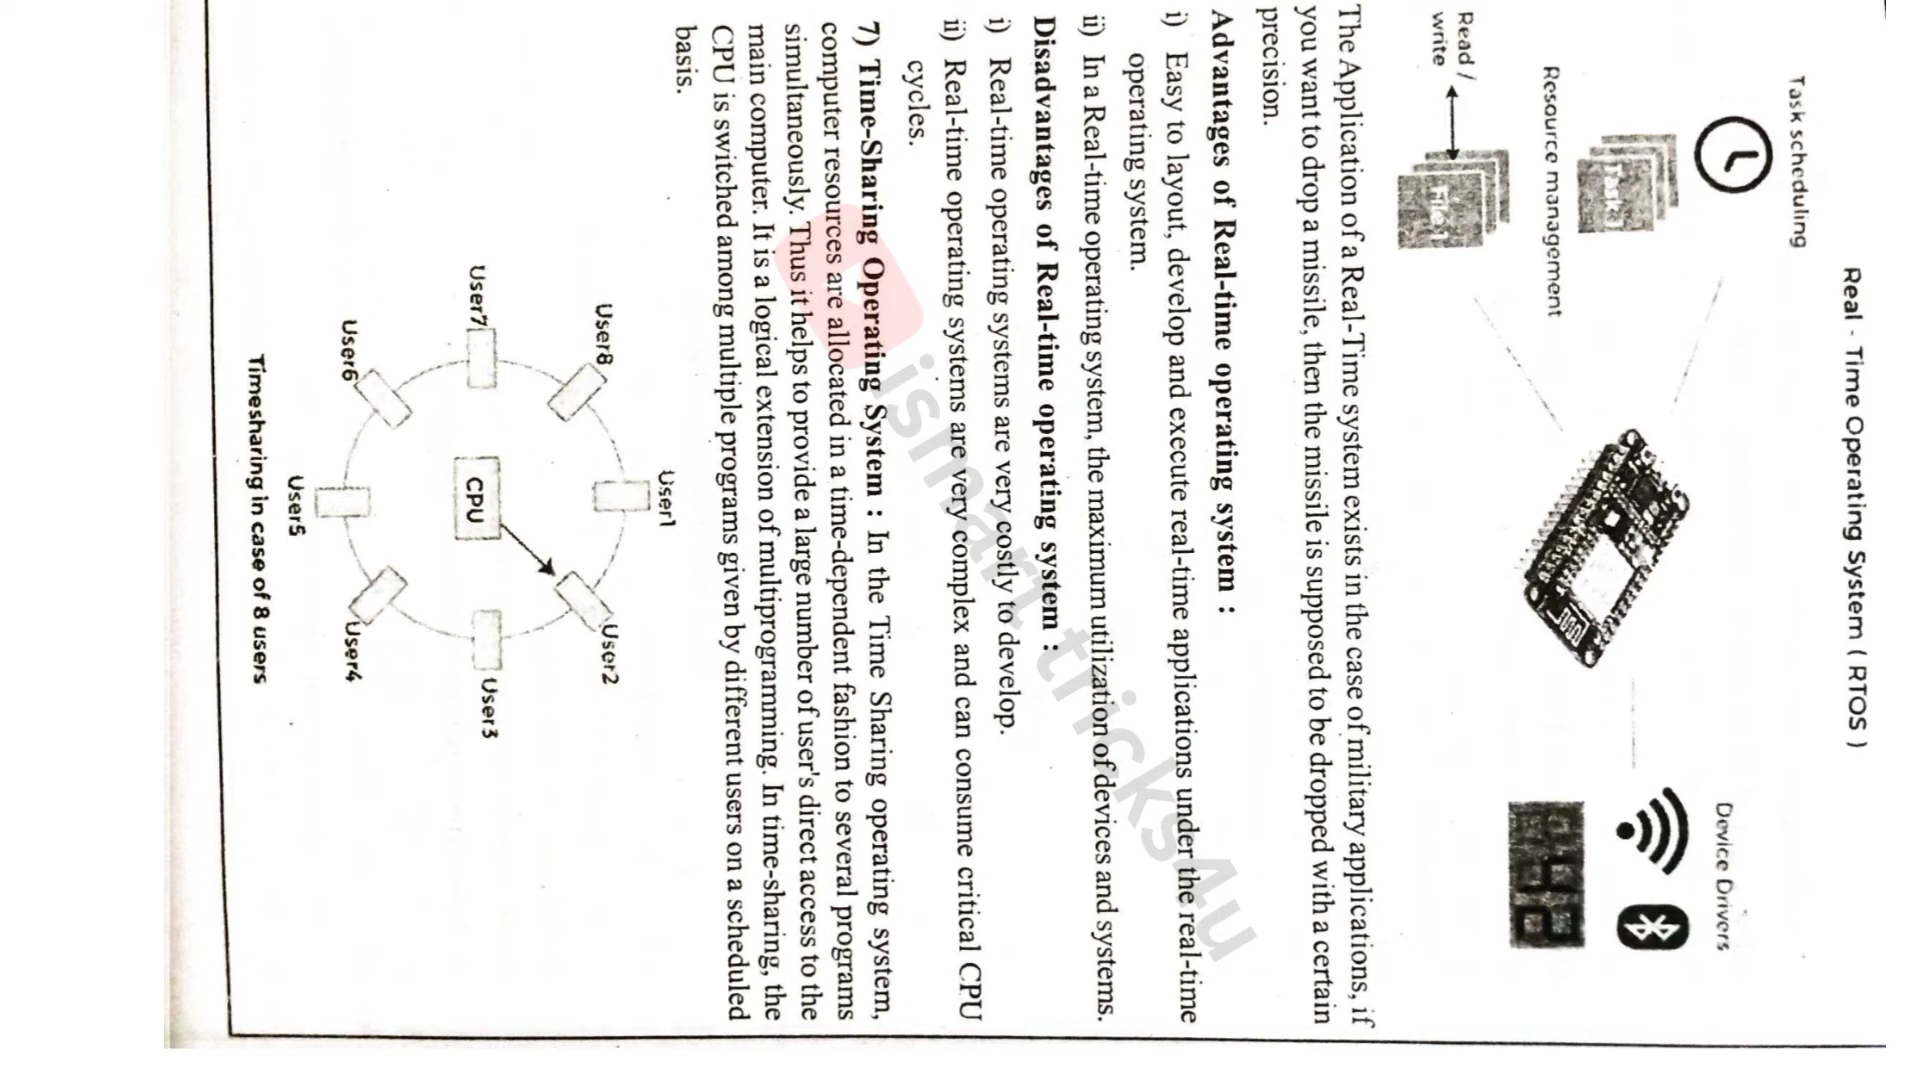 Real - Time Operating System ( RTOS )
Task scheduling
Device Drivers
Task 1
Resource management
Read /
write
File 1
The Application of a Real-Time system exists in the case of military applications, if
you want to drop a missile, then the missile is supposed to be dropped with a certain
precision.
Advantages of Real-time operating system :
i) Easy to layout, develop and execute real-time applications under the real-time
operating system.
ii) In a Real-time operating system, the maximum utilization of devices and systems.
Disadvantages of Real-time operating system :
i) Real-time operating systems are very costly to develop.
ii) Real-time operating systems are very complex and can consume critical CPU
cycles.
7) Time-Sharing Operating System : In the Time Sharing operating system,
computer resources are allocated in a time-dependent fashion to several programs
simultaneously. Thus it helps to provide a large number of user's direct access to the
main computer. It is a logical extension of multiprogramming. In time-sharing, the
CPU is switched among multiple programs given by different users on a scheduled
basis.
User1
User8
User2
User7
CPU
User3
User6
User4
User5
Timesharing in case of 8 users
ismart tricks4u